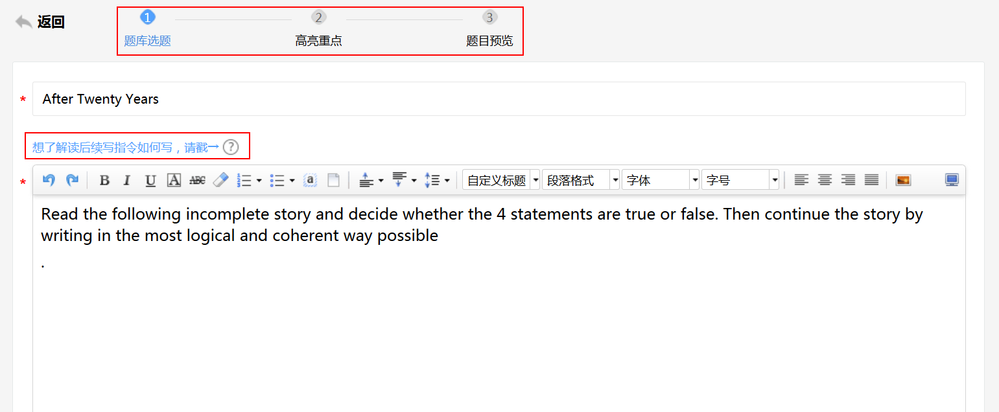 返回
1 2 3
题库选题 高亮重点 题目预览
* After Twenty Years
想了解读后续写指令如何写，请戳→ ?
* B I U A ABC a 自定义标题 段落格式 字体 字号
Read the following incomplete story and decide whether the 4 statements are true or false. Then continue the story by
writing in the most logical and coherent way possible
.